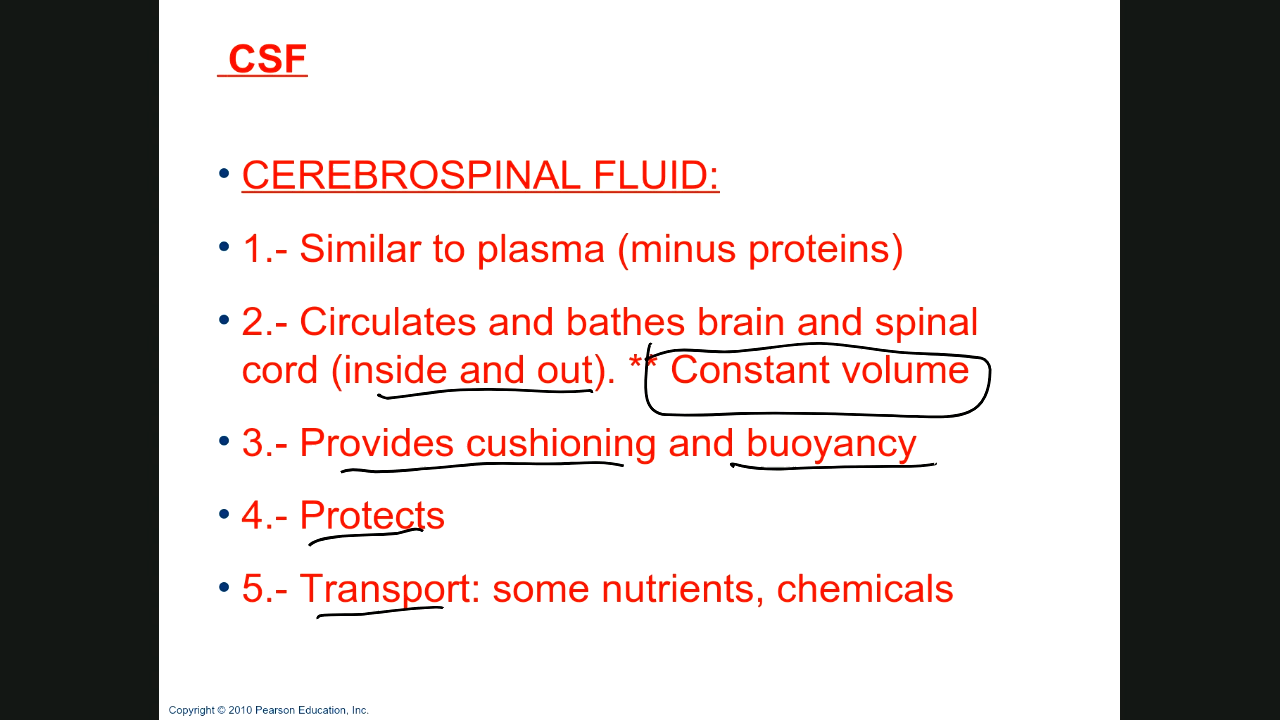 CSF
• CEREBROSPINAL FLUID:
• 1.- Similar to plasma (minus proteins)
• 2.- Circulates and bathes brain and spinal
cord (inside and out). ** Constant volume
• 3.- Provides cushioning and buoyancy
• 4.- Protects
• 5.- Transport: some nutrients, chemicals
Copyright © 2010 Pearson Education, Inc.